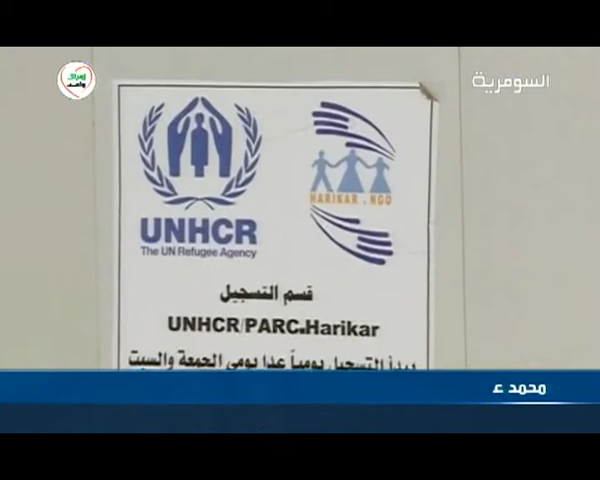 السومرية
UNHCR
The UN Refugee Agency
HARIKAR . NGO
قسم التسجيل
UNHCR/PARC.Harikar
يبدأ التسجيل يومياً عدا يومي الجمعة والسبت
محمد ع